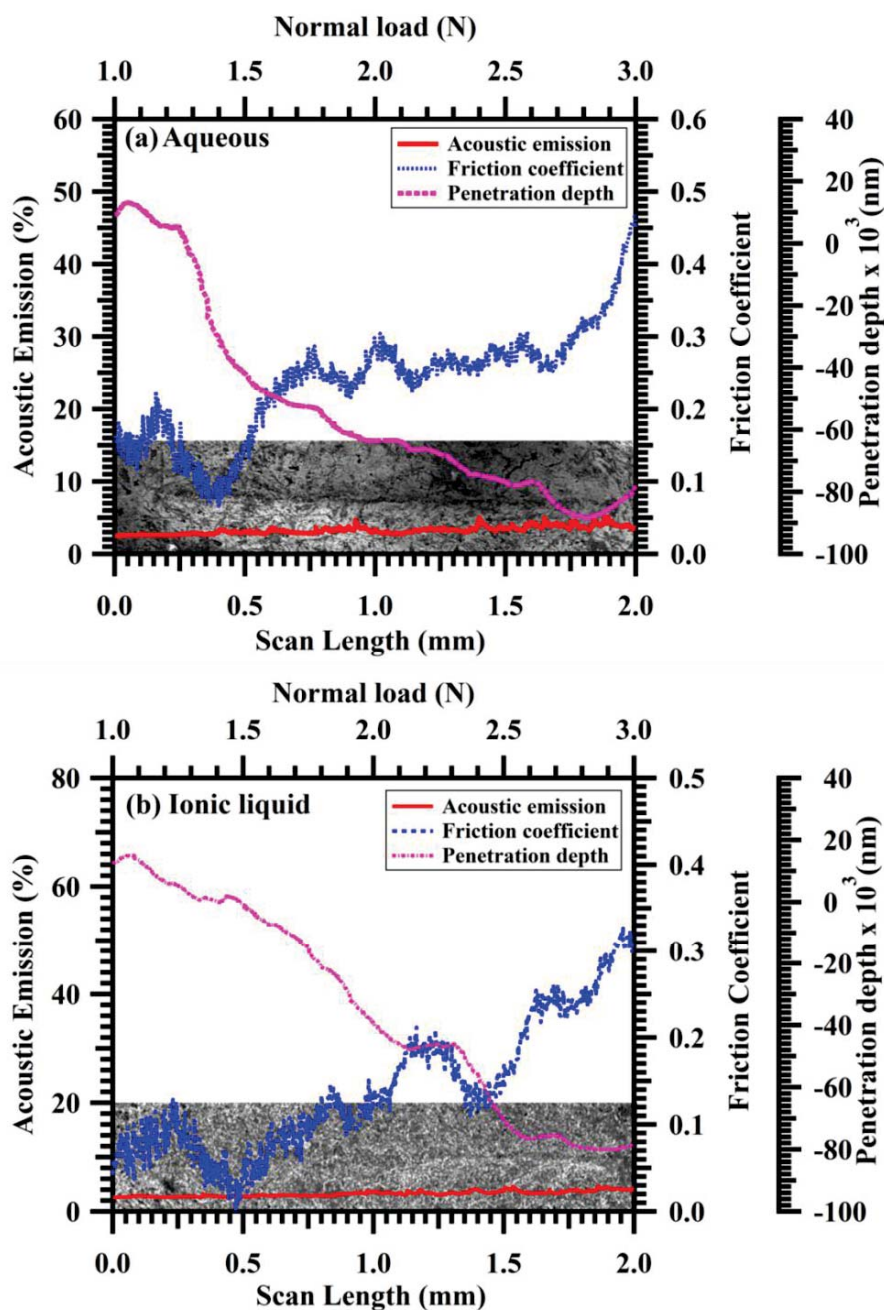 Normal load (N)
1.0 1.5 2.0 2.5 3.0
(a) Aqueous
Acoustic emission
Friction coefficient
Penetration depth
Acoustic Emission (%)
60
50
40
30
20
10
0
0.6
0.5
0.4
0.3
0.2
0.1
0.0
Friction Coefficient
40
20
0
-20
-40
-60
-80
-100
Penetration depth x 10³ (nm)
0.0 0.5 1.0 1.5 2.0
Scan Length (mm)
Normal load (N)
1.0 1.5 2.0 2.5 3.0
(b) Ionic liquid
Acoustic emission
Friction coefficient
Penetration depth
Acoustic Emission (%)
80
60
40
20
0
0.5
0.4
0.3
0.2
0.1
0.0
Friction Coefficient
40
20
0
-20
-40
-60
-80
-100
Penetration depth x 10³ (nm)
0.0 0.5 1.0 1.5 2.0
Scan Length (mm)